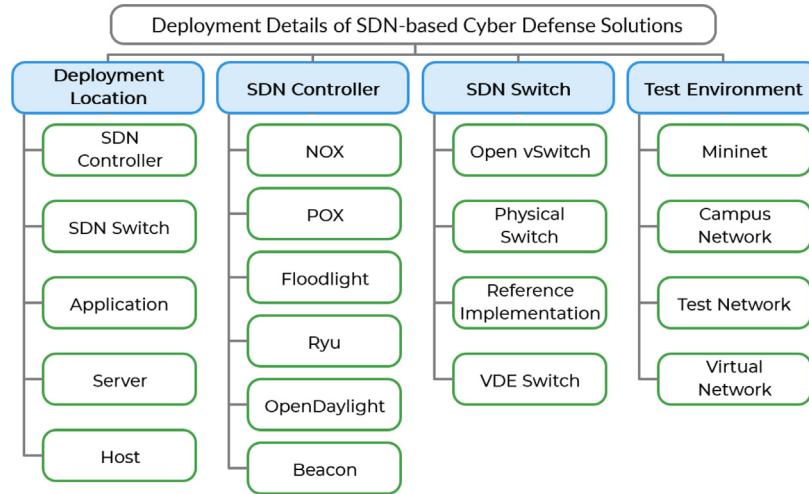 Deployment Details of SDN-based Cyber Defense Solutions
Deployment
Location
SDN
Controller
SDN Switch
Application
Server
Host
SDN Controller
NOX
POX
Floodlight
Ryu
OpenDaylight
Beacon
SDN Switch
Open vSwitch
Physical
Switch
Reference
Implementation
VDE Switch
Test Environment
Mininet
Campus
Network
Test Network
Virtual
Network